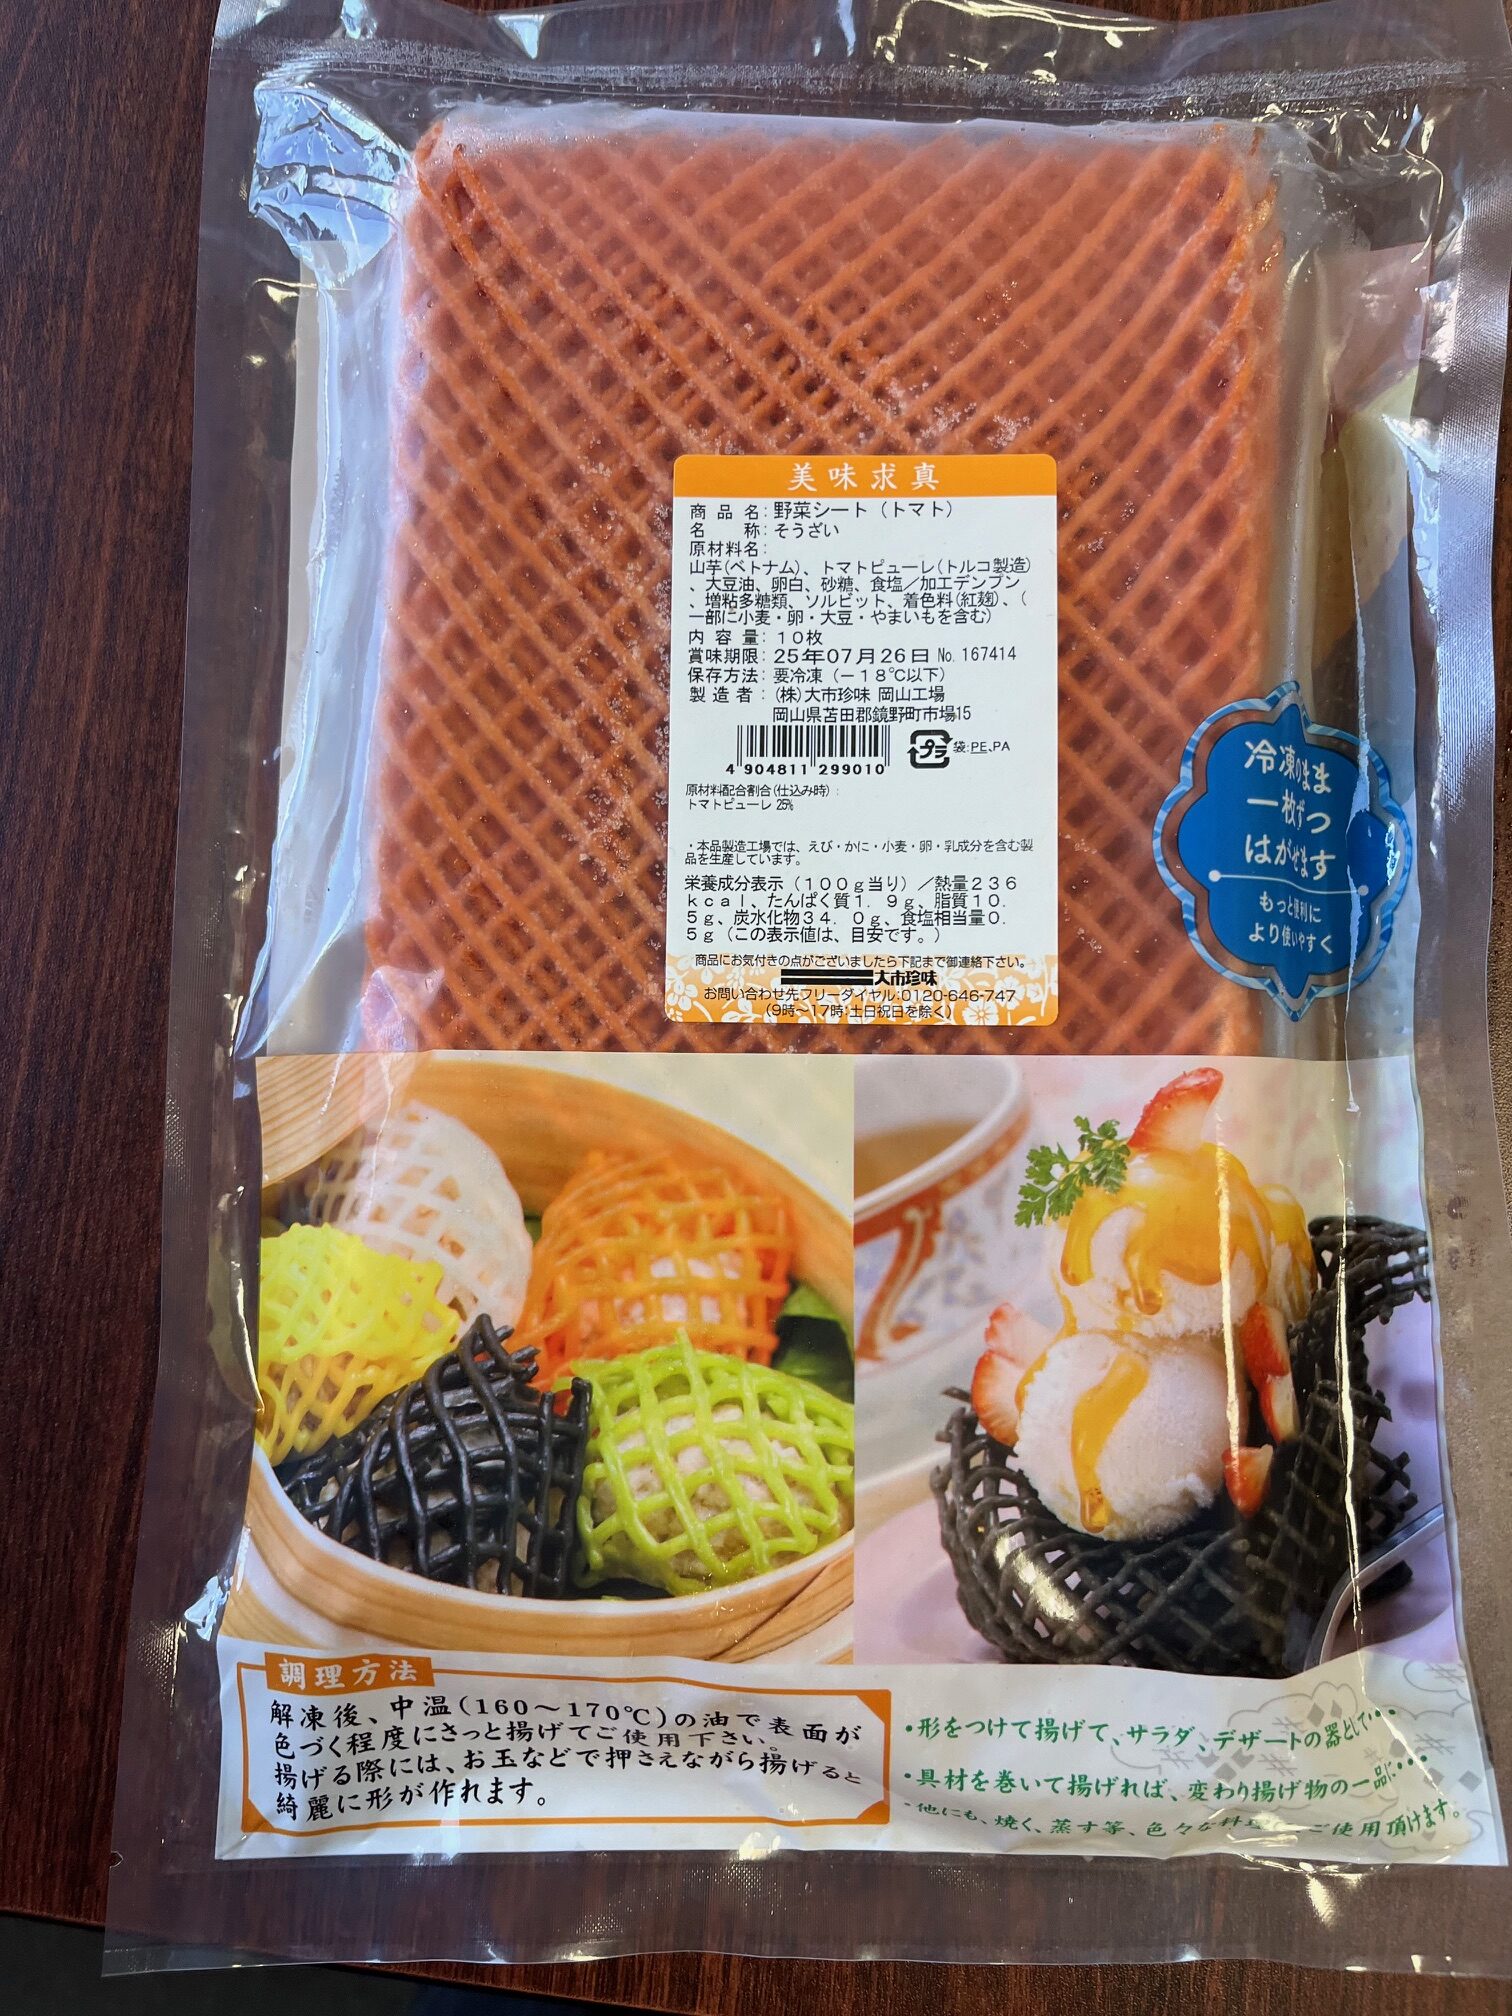 美味求真
商品名：野菜シート（トマト）
名　　称：そうざい
原材料名：
山芋(ベトナム)、トマトピューレ(トルコ製造)
、大豆油、卵白、砂糖、食塩／加工デンプン
、増粘多糖類、ソルビット、着色料(紅麹)、(
一部に小麦・卵・大豆・やまいもを含む)
内容量：１０枚
賞味期限：25年07月26日 No. 167414
保存方法：要冷凍（－１８℃以下）
製造者：(株)大市珍味 岡山工場
岡山県苫田郡鏡野町市場15
プラ 袋:PE、PA
4 904811 299010
原材料配合割合(仕込み時)：
トマトピューレ 25%
・本品製造工場では、えび・かに・小麦・卵・乳成分を含む製
品を生産しています。
栄養成分表示（１００ｇ当り）／熱量２３６
ｋｃａｌ、たんぱく質１．９ｇ、脂質１０．
５ｇ、炭水化物３４．０ｇ、食塩相当量０．
５ｇ（この表示値は、目安です。）
商品にお気付きの点がございましたら下記まで御連絡下さい。
大市珍味
お問い合わせ先フリーダイヤル:0120-646-747
(9時～17時:土日祝日を除く)
冷凍のまま
一枚ずつ
はがせます
もっと便利に
より使いやすく
調理方法
解凍後、中温(160～170℃)の油で表面が
色づく程度にさっと揚げてご使用下さい。
揚げる際には、お玉などで押さえながら揚げると
綺麗に形が作れます。
・形をつけて揚げて、サラダ、デザートの器として･･･
・具材を巻いて揚げれば、変わり揚げ物の一品に･･･
・他にも、焼く、蒸す等、色々な料理 ご使用頂けます。